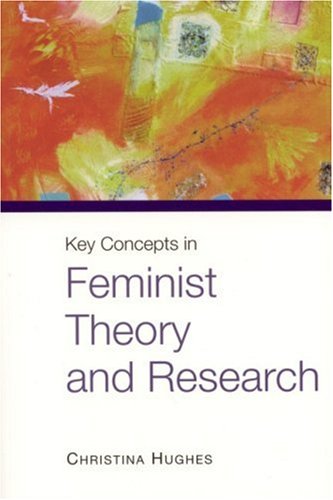 Key Concepts in
Feminist
Theory
and Research
CHRISTINA HUGHES